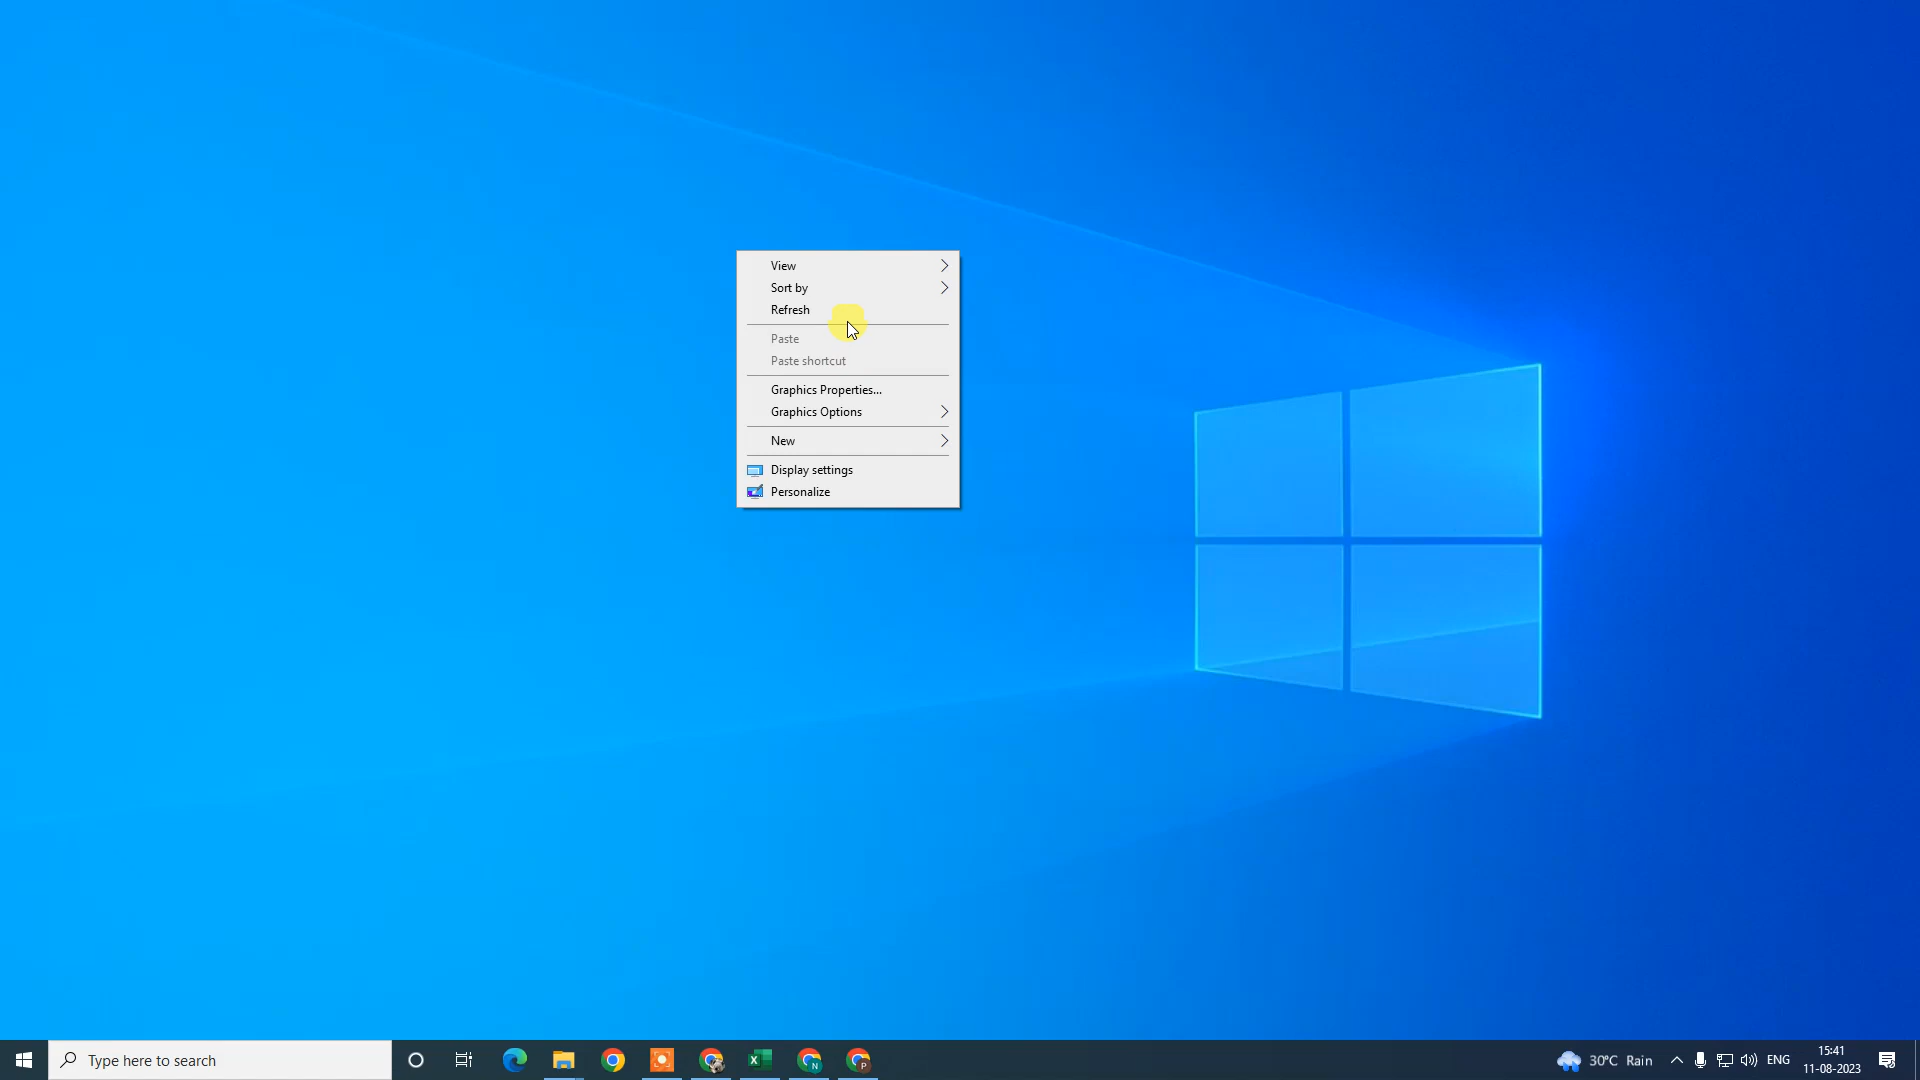 View
Sort by
Refresh
Paste
Paste shortcut
Graphics Properties...
Graphics Options
New
Display settings
Personalize
Type here to search
X
N
P
30°C Rain
ENG
15:41
11-08-2023